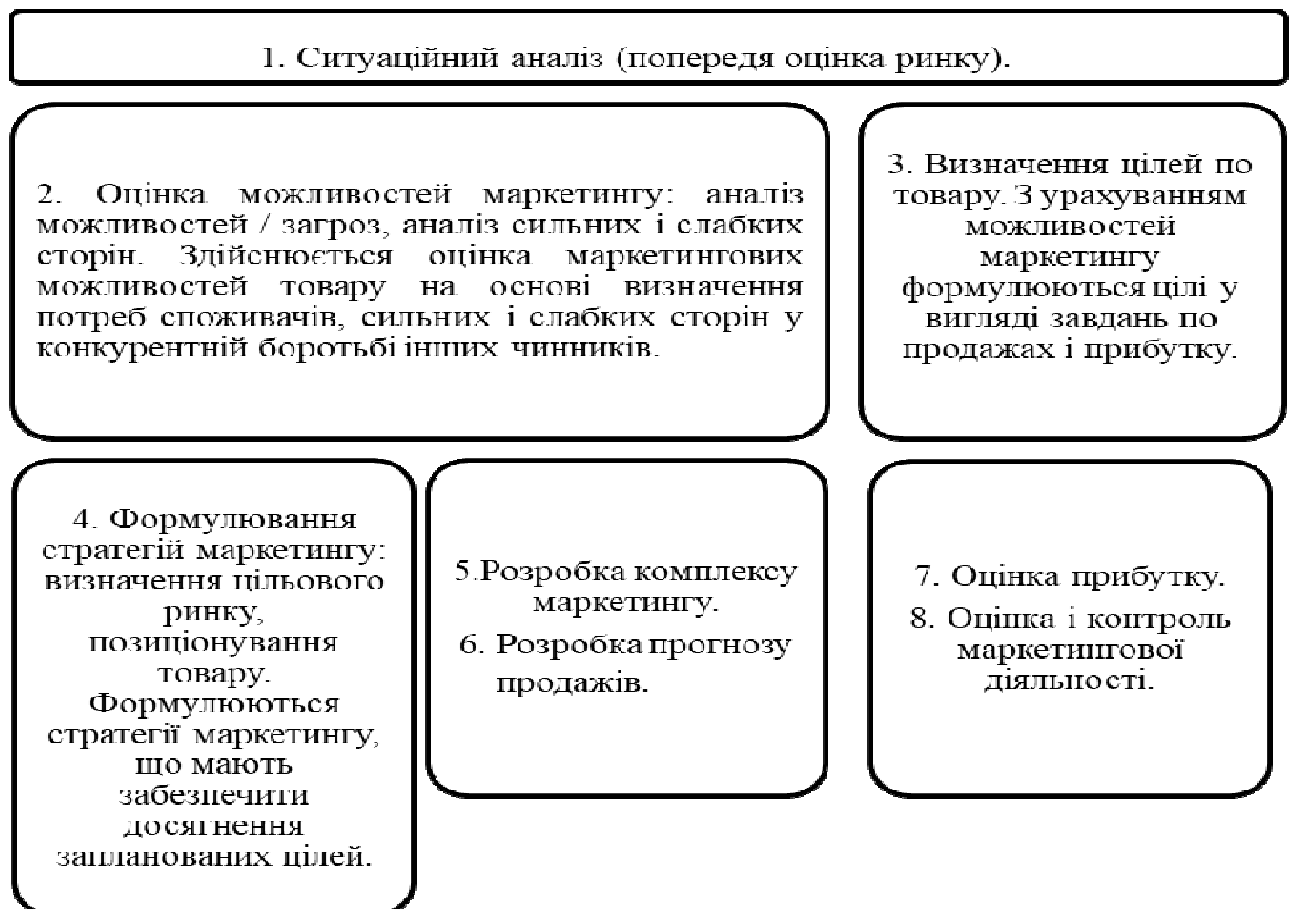 1. Ситуаційний аналіз (попередя оцінка ринку).
2. Оцінка можливостей маркетингу: аналіз
можливостей / загроз, аналіз сильних і слабких
сторін. Здійснюється оцінка маркетингових
можливостей товару на основі визначення
потреб споживачів, сильних і слабких сторін у
конкурентній боротьбі інших чинників.
3. Визначення цілей по
товару. З урахуванням
можливостей
маркетингу
формулюються цілі у
вигляді завдань по
продажах і прибутку.
4. Формулювання
стратегій маркетингу:
визначення цільового
ринку,
позиціонування
товару.
Формулюються
стратегії маркетингу,
що мають
забезпечити
досягнення
запланованих цілей.
5.Розробка комплексу
маркетингу.
6. Розробка прогнозу
продажів.
7. Оцінка прибутку.
8. Оцінка і контроль
маркетингової
діяльності.